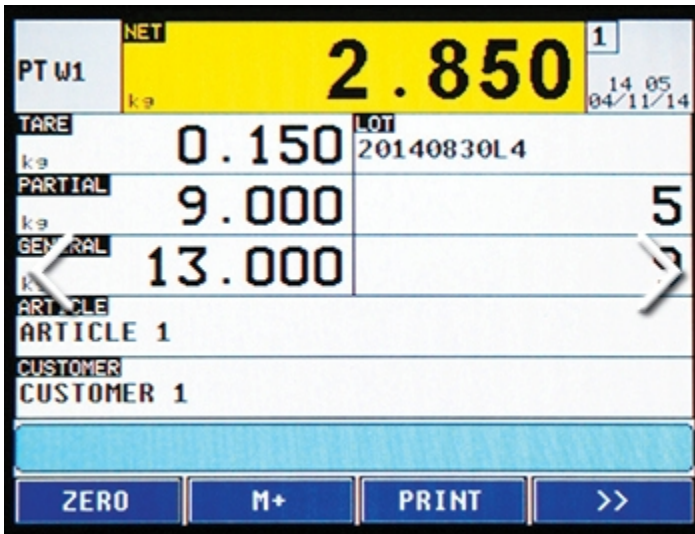 NET
PT W1
2.850
kg
1
14 05
04/11/14
TARE
kg
0.150
LOT
20140830L4
PARTIAL
kg
9.000
5
GENERAL
13.000
ARTICLE
ARTICLE 1
CUSTOMER
CUSTOMER 1
ZERO
M+
PRINT
>>